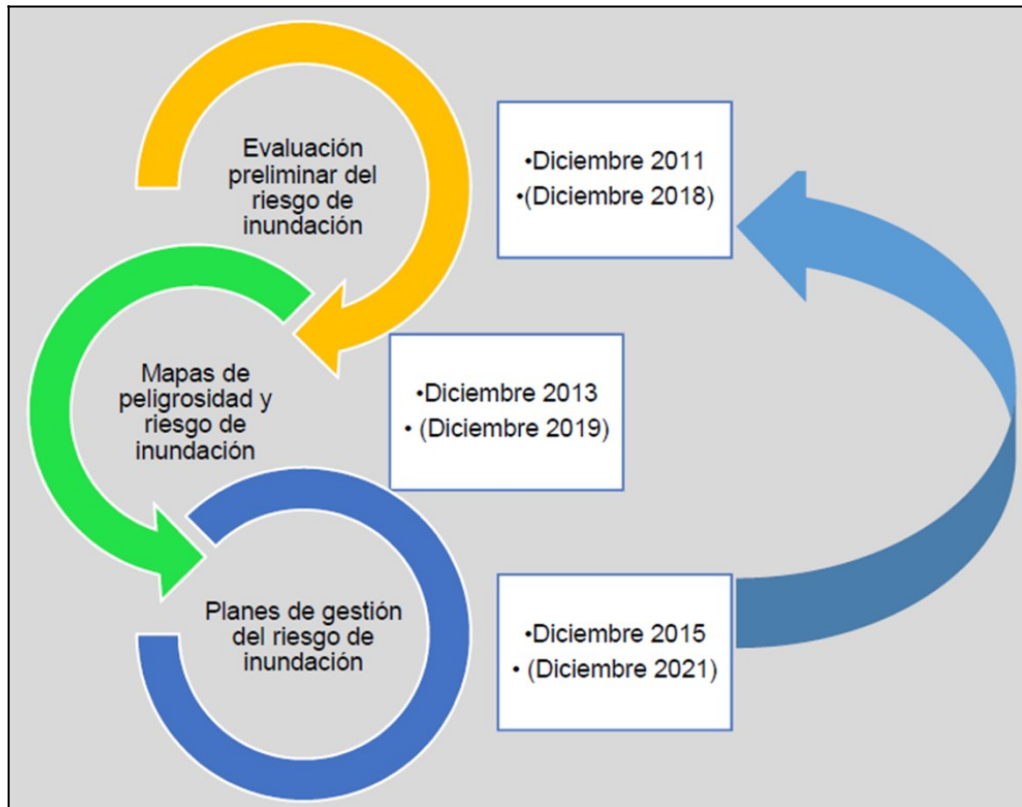 Evaluación
preliminar del
riesgo de
inundación
•Diciembre 2011
•(Diciembre 2018)
Mapas de
peligrosidad y
riesgo de
inundación
•Diciembre 2013
• (Diciembre 2019)
Planes de gestión
del riesgo de
inundación
•Diciembre 2015
• (Diciembre 2021)